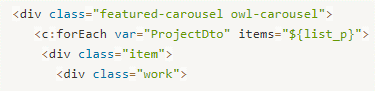 <div class="featured-carousel owl-carousel">
<c:forEach var="ProjectDto" items="${list_p}">
<div class="item">
<div class="work">